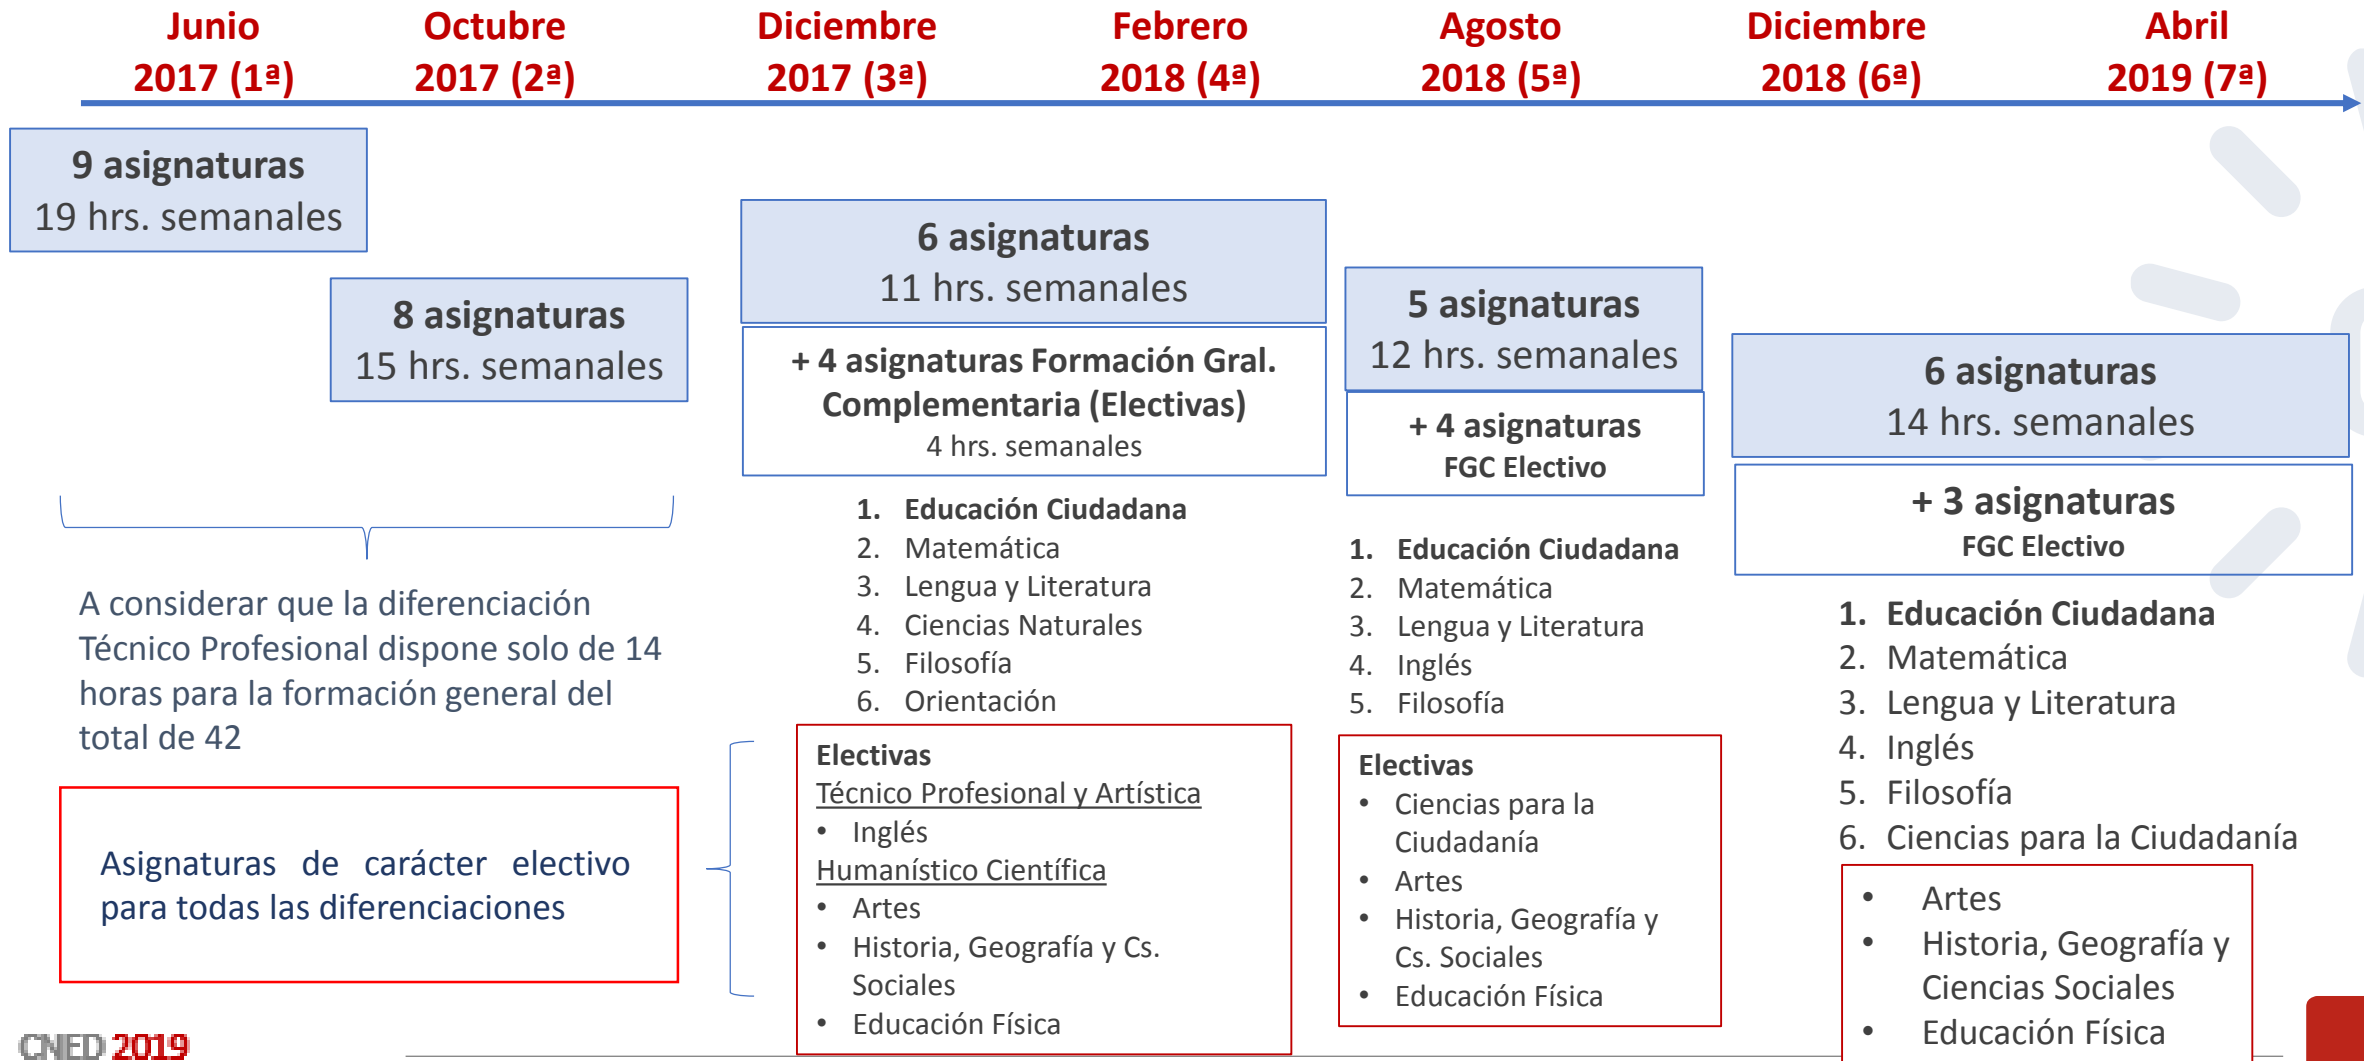 Junio
2017 (1ª)
Octubre
2017 (2ª)
Diciembre
2017 (3ª)
Febrero
2018 (4ª)
Agosto
2018 (5ª)
Diciembre
2018 (6ª)
Abril
2019 (7ª)
9 asignaturas
19 hrs. semanales
8 asignaturas
15 hrs. semanales
A considerar que la diferenciación
Técnico Profesional dispone solo de 14
horas para la formación general del
total de 42
Asignaturas de carácter electivo
para todas las diferenciaciones
6 asignaturas
11 hrs. semanales
+ 4 asignaturas Formación Gral.
Complementaria (Electivas)
4 hrs. semanales
1. Educación Ciudadana
2. Matemática
3. Lengua y Literatura
4. Ciencias Naturales
5. Filosofía
6. Orientación
Electivas
Técnico Profesional y Artística
• Inglés
Humanístico Científica
• Artes
• Historia, Geografía y Cs.
Sociales
• Educación Física
5 asignaturas
12 hrs. semanales
+ 4 asignaturas
FGC Electivo
1. Educación Ciudadana
2. Matemática
3. Lengua y Literatura
4. Inglés
5. Filosofía
Electivas
• Ciencias para la
Ciudadanía
• Artes
• Historia, Geografía y
Cs. Sociales
• Educación Física
6 asignaturas
14 hrs. semanales
+ 3 asignaturas
FGC Electivo
1. Educación Ciudadana
2. Matemática
3. Lengua y Literatura
4. Inglés
5. Filosofía
6. Ciencias para la Ciudadanía
• Artes
• Historia, Geografía y
Ciencias Sociales
• Educación Física
CNED 2019